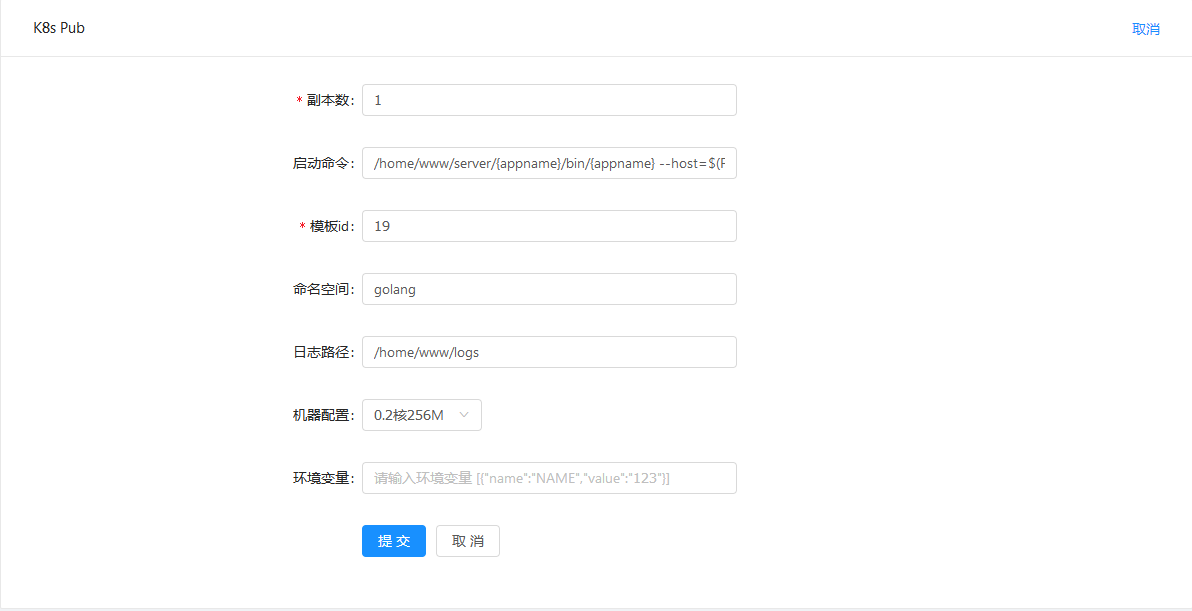 K8s Pub
取消
* 副本数: 1
启动命令: /home/www/server/{appname}/bin/{appname} --host=$(F
* 模板id: 19
命名空间: golang
日志路径: /home/www/logs
机器配置: 0.2核256M
环境变量: 请输入环境变量 [{"name":"NAME","value":"123"}]
提 交 取 消